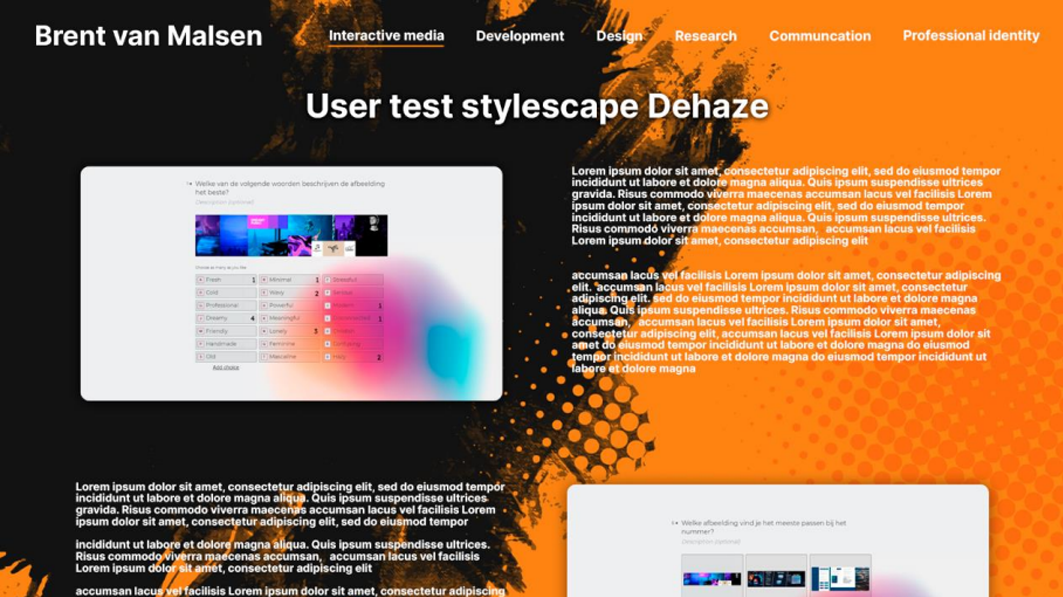 Brent van Malsen
Interactive media
Development
Design
Research
Communcation
Professional identity
User test stylescape Dehaze
Welke van de volgende woorden beschrijven de afbeelding
het beste?
Description (optional)
Choose as many as you like
Fresh 1
Minimal 1
Stressful
Cold
Wavy 2
Serious
Professional
Powerful
Modern 1
Dreamy 4
Meaningful
1
Friendly
Lonely 3
Children
Handmade
Feminine
Confusing
Old
Masculine
Hazy 2
Add choice
Lorem ipsum dolor sit amet, consectetur adipiscing elit, sed do eiusmod tempor
incididunt ut labore et dolore magna aliqua. Quis ipsum suspendisse ultrices
gravida. Risus commodo viverra maecenas accumsan lacus vel facilisis Lorem
ipsum dolor sit amet, consectetur adipiscing elit, sed do eiusmod tempor
incididunt ut labore et dolore magna aliqua. Quis ipsum suspendisse ultrices.
Risus commodo viverra maecenas accumsan, accumsan lacus vel facilisis
Lorem ipsum dolor sit amet, consectetur adipiscing elit
accumsan lacus vel facilisis Lorem ipsum dolor sit amet, consectetur adipiscing
elit. accumsan lacus vel facilisis Lorem ipsum dolor sit amet, consectetur
adipiscing elit. sed do eiusmod tempor incididunt ut labore et dolore magna
aliqua. Quis ipsum suspendisse ultrices. Risus commodo viverra maecenas
accumsan, accumsan lacus vel facilisis Lorem ipsum dolor sit amet,
consectetur adipiscing elit, accumsan lacus vel facilisis Lorem ipsum dolor sit
amet do eiusmod tempor incididunt ut labore et dolore magna do eiusmod
tempor incididunt ut labore et dolore magna do eiusmod tempor incididunt ut
labore et dolore magna
Lorem ipsum dolor sit amet, consectetur adipiscing elit, sed do eiusmod tempor
incididunt ut labore et dolore magna aliqua. Quis ipsum suspendisse ultrices
gravida. Risus commodo viverra maecenas accumsan lacus vel facilisis Lorem
ipsum dolor sit amet, consectetur adipiscing elit, sed do eiusmod tempor
incididunt ut labore et dolore magna aliqua. Quis ipsum suspendisse ultrices.
Risus commodo viverra maecenas accumsan, accumsan lacus vel facilisis
Lorem ipsum dolor sit amet, consectetur adipiscing elit
accumsan lacus vel facilisis Lorem ipsum dolor sit amet, consectetur adipiscing
Welke afbeelding vind je het meeste passen bij het
nummer?
Description (optional)